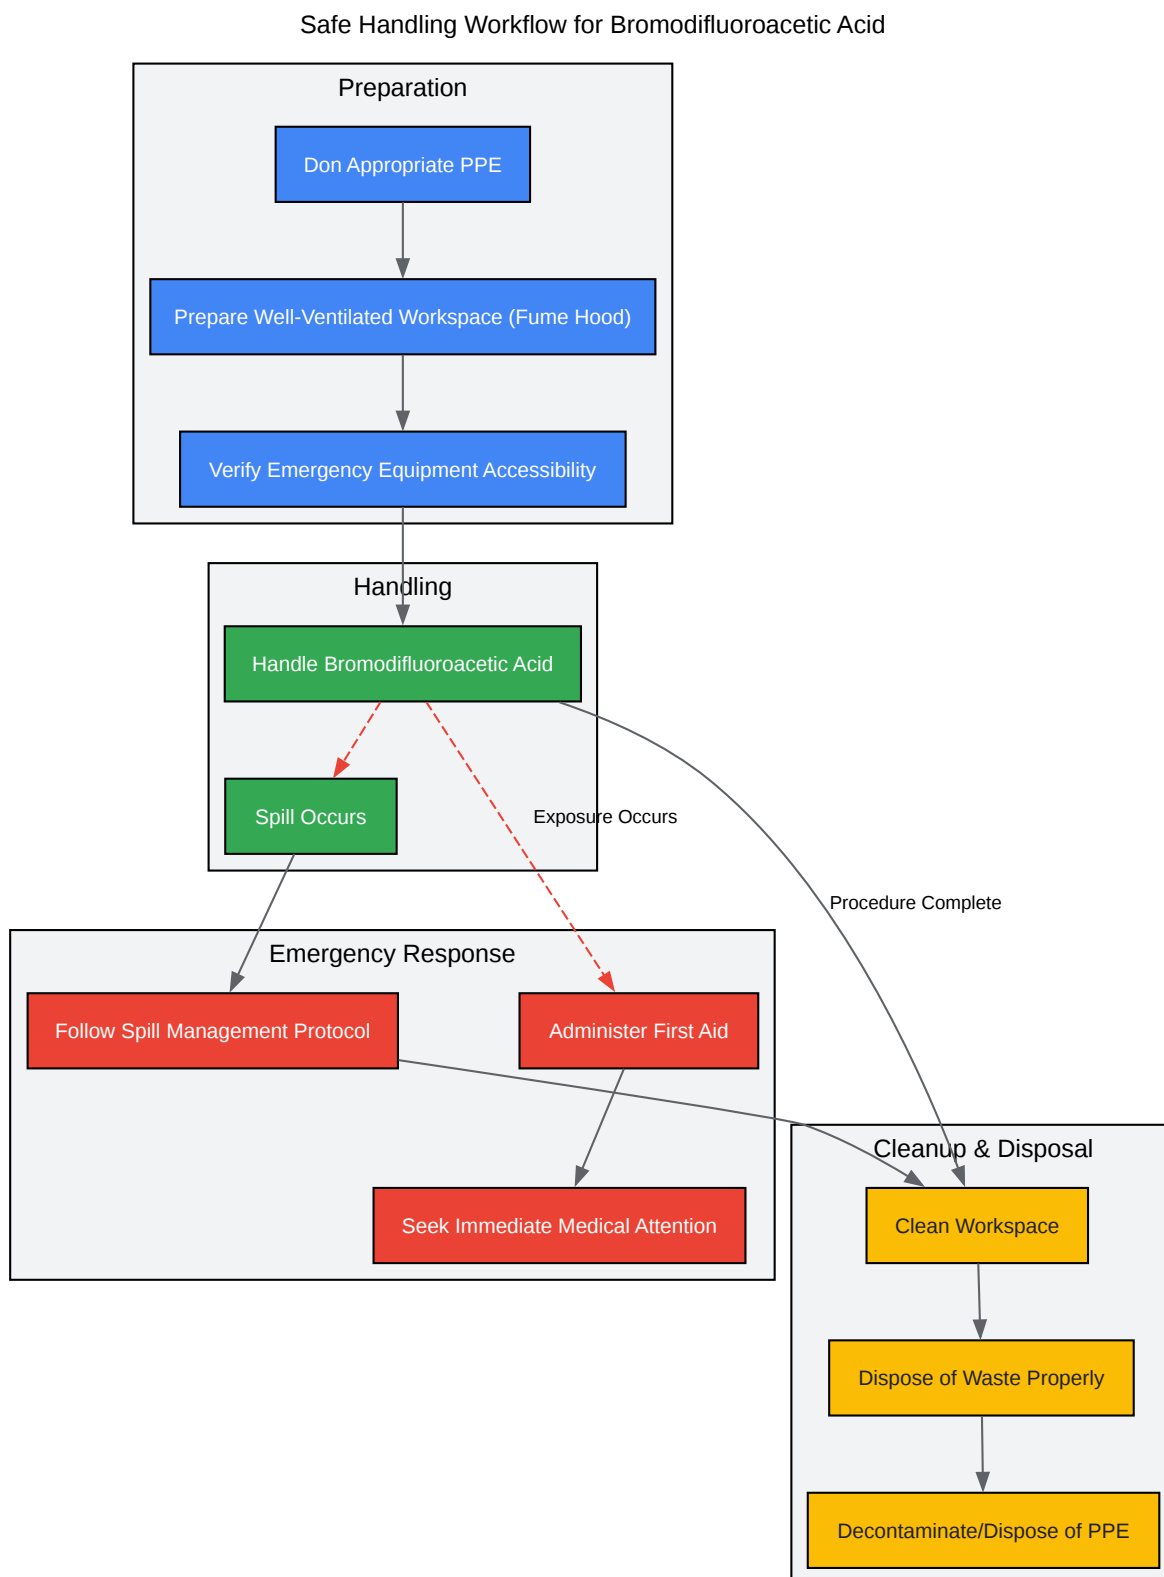 Safe Handling Workflow for Bromodifluoroacetic Acid
Preparation
Don Appropriate PPE
Prepare Well-Ventilated Workspace (Fume Hood)
Verify Emergency Equipment Accessibility
Handling
Handle Bromodifluoroacetic Acid
Spill Occurs
Exposure Occurs
Procedure Complete
Emergency Response
Follow Spill Management Protocol
Administer First Aid
Seek Immediate Medical Attention
Cleanup & Disposal
Clean Workspace
Dispose of Waste Properly
Decontaminate/Dispose of PPE